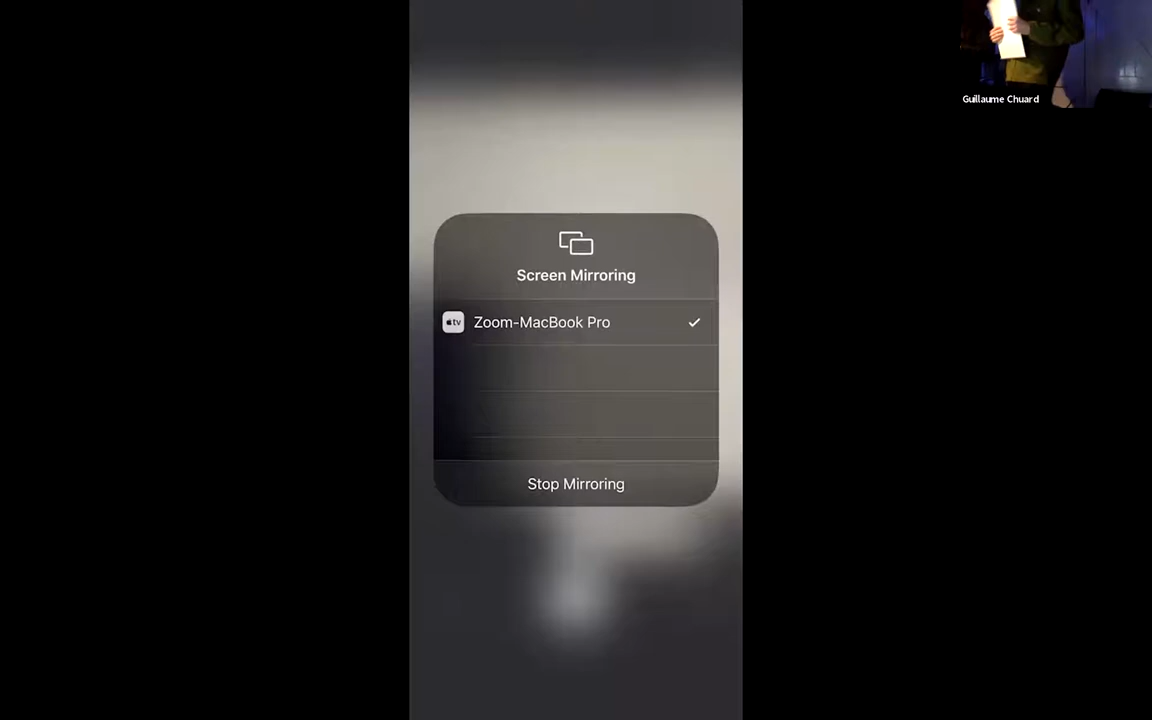 Guillaume Chuard
Screen Mirroring
tv Zoom-MacBook Pro
Stop Mirroring